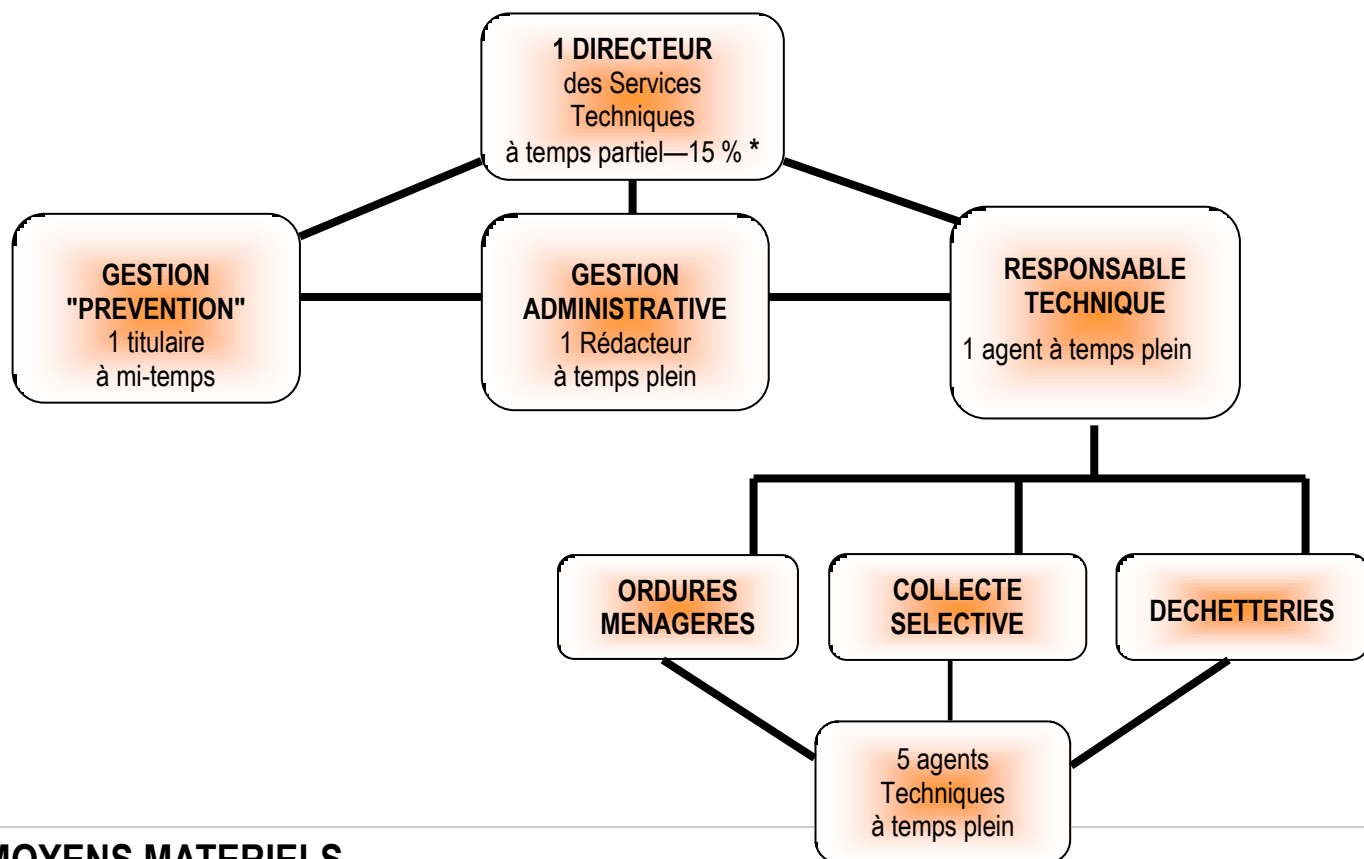 1 DIRECTEUR
des Services
Techniques
à temps partiel—15 % *
GESTION
"PREVENTION"
1 titulaire
à mi-temps
GESTION
ADMINISTRATIVE
1 Rédacteur
à temps plein
RESPONSABLE
TECHNIQUE
1 agent à temps plein
ORDURES
MENAGERES
COLLECTE
SELECTIVE
DECHETTERIES
5 agents
Techniques
à temps plein
MOYENS MATERIELS